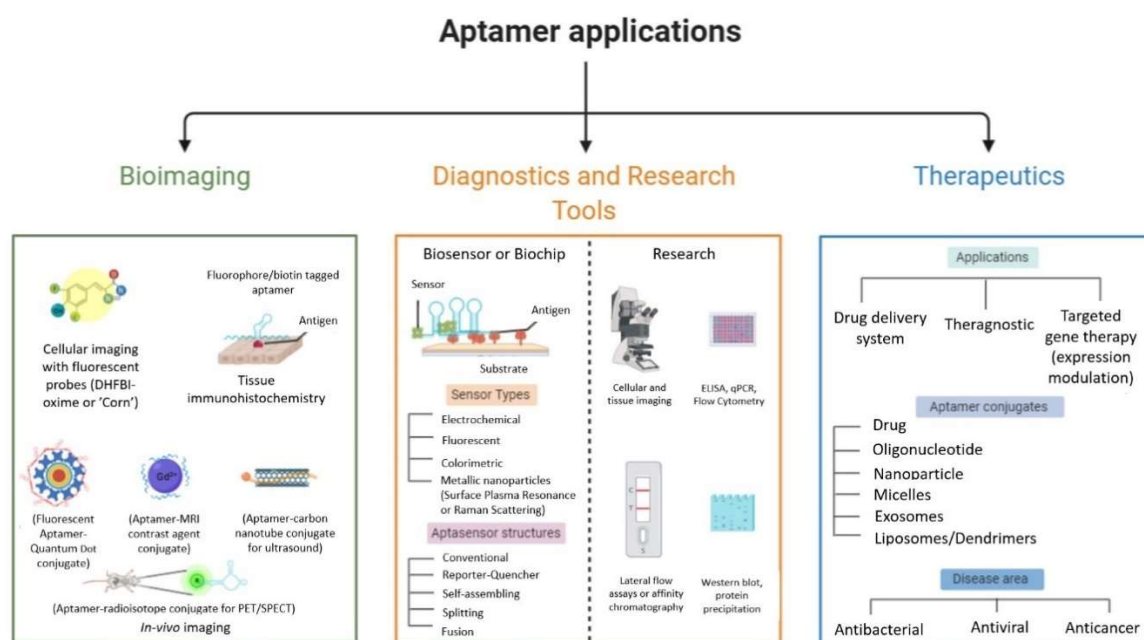 Aptamer applications
Bioimaging
Diagnostics and Research
Tools
Therapeutics
Fluorophore/biotin tagged
aptamer
Antigen
Cellular imaging
with fluorescent
probes (DHFBI-
oxime or 'Corn')
Tissue
immunohistochemistry
Gd³⁺
(Fluorescent
Aptamer-
Quantum Dot
conjugate)
(Aptamer-MRI
contrast agent
conjugate)
(Aptamer-carbon
nanotube conjugate
for ultrasound)
(Aptamer-radioisotope conjugate for PET/SPECT)
In-vivo imaging
Biosensor or Biochip
Sensor
Antigen
Substrate
Sensor Types
Electrochemical
Fluorescent
Colorimetric
Metallic nanoparticles
(Surface Plasma Resonance
or Raman Scattering)
Aptasensor structures
Conventional
Reporter-Quencher
Self-assembling
Splitting
Fusion
Research
Cellular and
tissue imaging
ELISA, qPCR,
Flow Cytometry
C
T
S
Lateral flow
assays or affinity
chromatography
Western blot,
protein
precipitation
Applications
Drug delivery
system
Theragnostic
Targeted
gene therapy
(expression
modulation)
Aptamer conjugates
Drug
Oligonucleotide
Nanoparticle
Micelles
Exosomes
Liposomes/Dendrimers
Disease area
Antibacterial
Antiviral
Anticancer